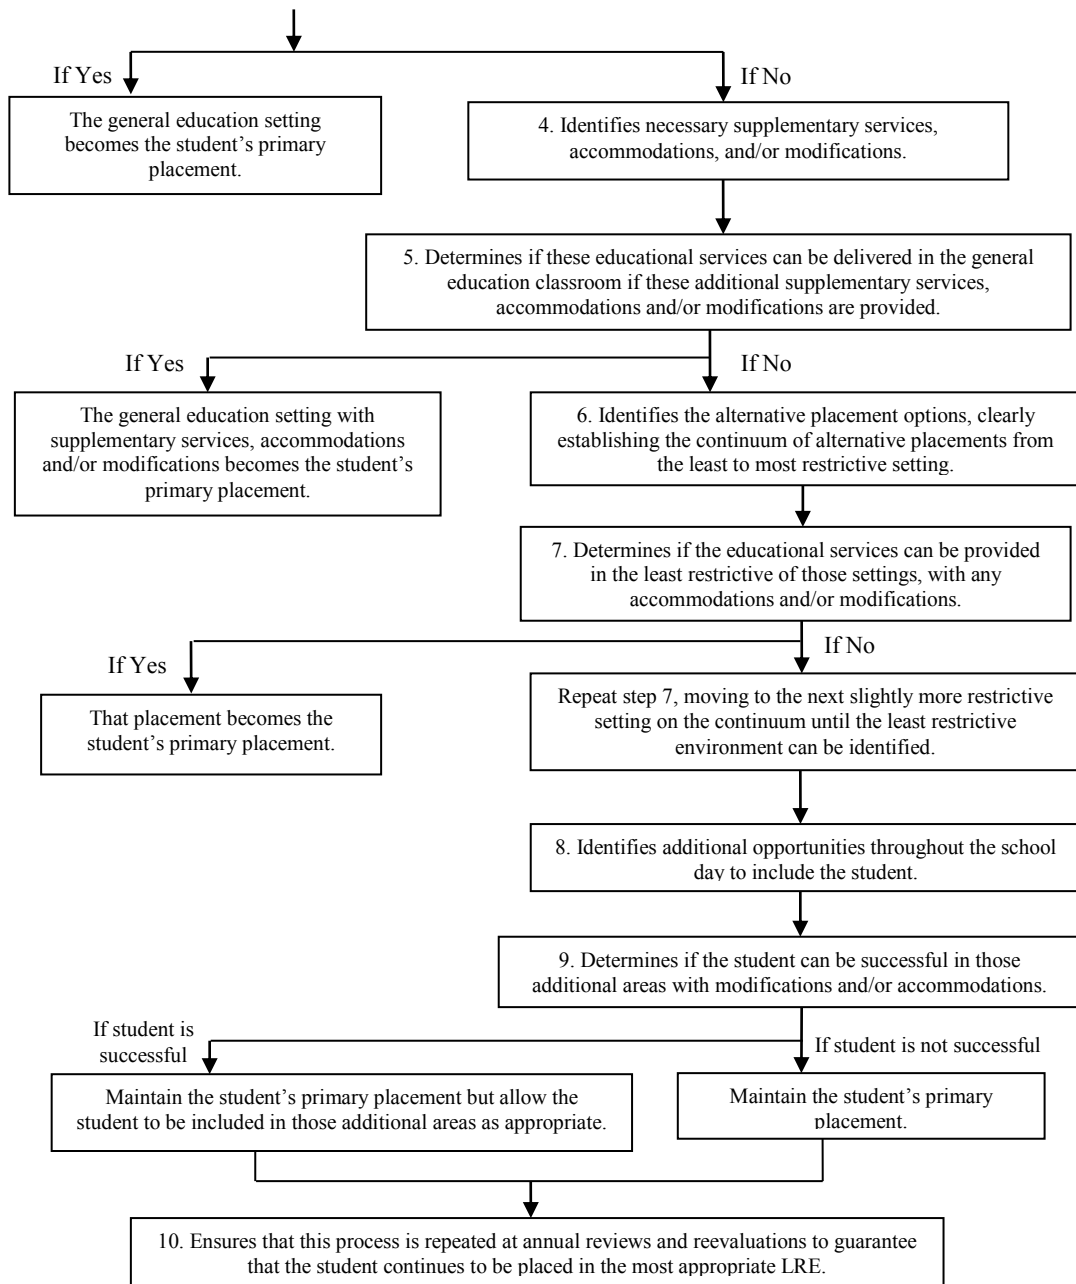 If Yes
If No
The general education setting
becomes the student’s primary
placement.
4. Identifies necessary supplementary services,
accommodations, and/or modifications.
5. Determines if these educational services can be delivered in the general
education classroom if these additional supplementary services,
accommodations and/or modifications are provided.
If Yes
If No
The general education setting with
supplementary services, accommodations
and/or modifications becomes the student’s
primary placement.
6. Identifies the alternative placement options, clearly
establishing the continuum of alternative placements from
the least to most restrictive setting.
7. Determines if the educational services can be provided
in the least restrictive of those settings, with any
accommodations and/or modifications.
If Yes
If No
That placement becomes the
student’s primary placement.
Repeat step 7, moving to the next slightly more restrictive
setting on the continuum until the least restrictive
environment can be identified.
8. Identifies additional opportunities throughout the school
day to include the student.
9. Determines if the student can be successful in those
additional areas with modifications and/or accommodations.
If student is
successful
If student is not successful
Maintain the student’s primary placement but allow the
student to be included in those additional areas as appropriate.
Maintain the student’s primary
placement.
10. Ensures that this process is repeated at annual reviews and reevaluations to guarantee
that the student continues to be placed in the most appropriate LRE.